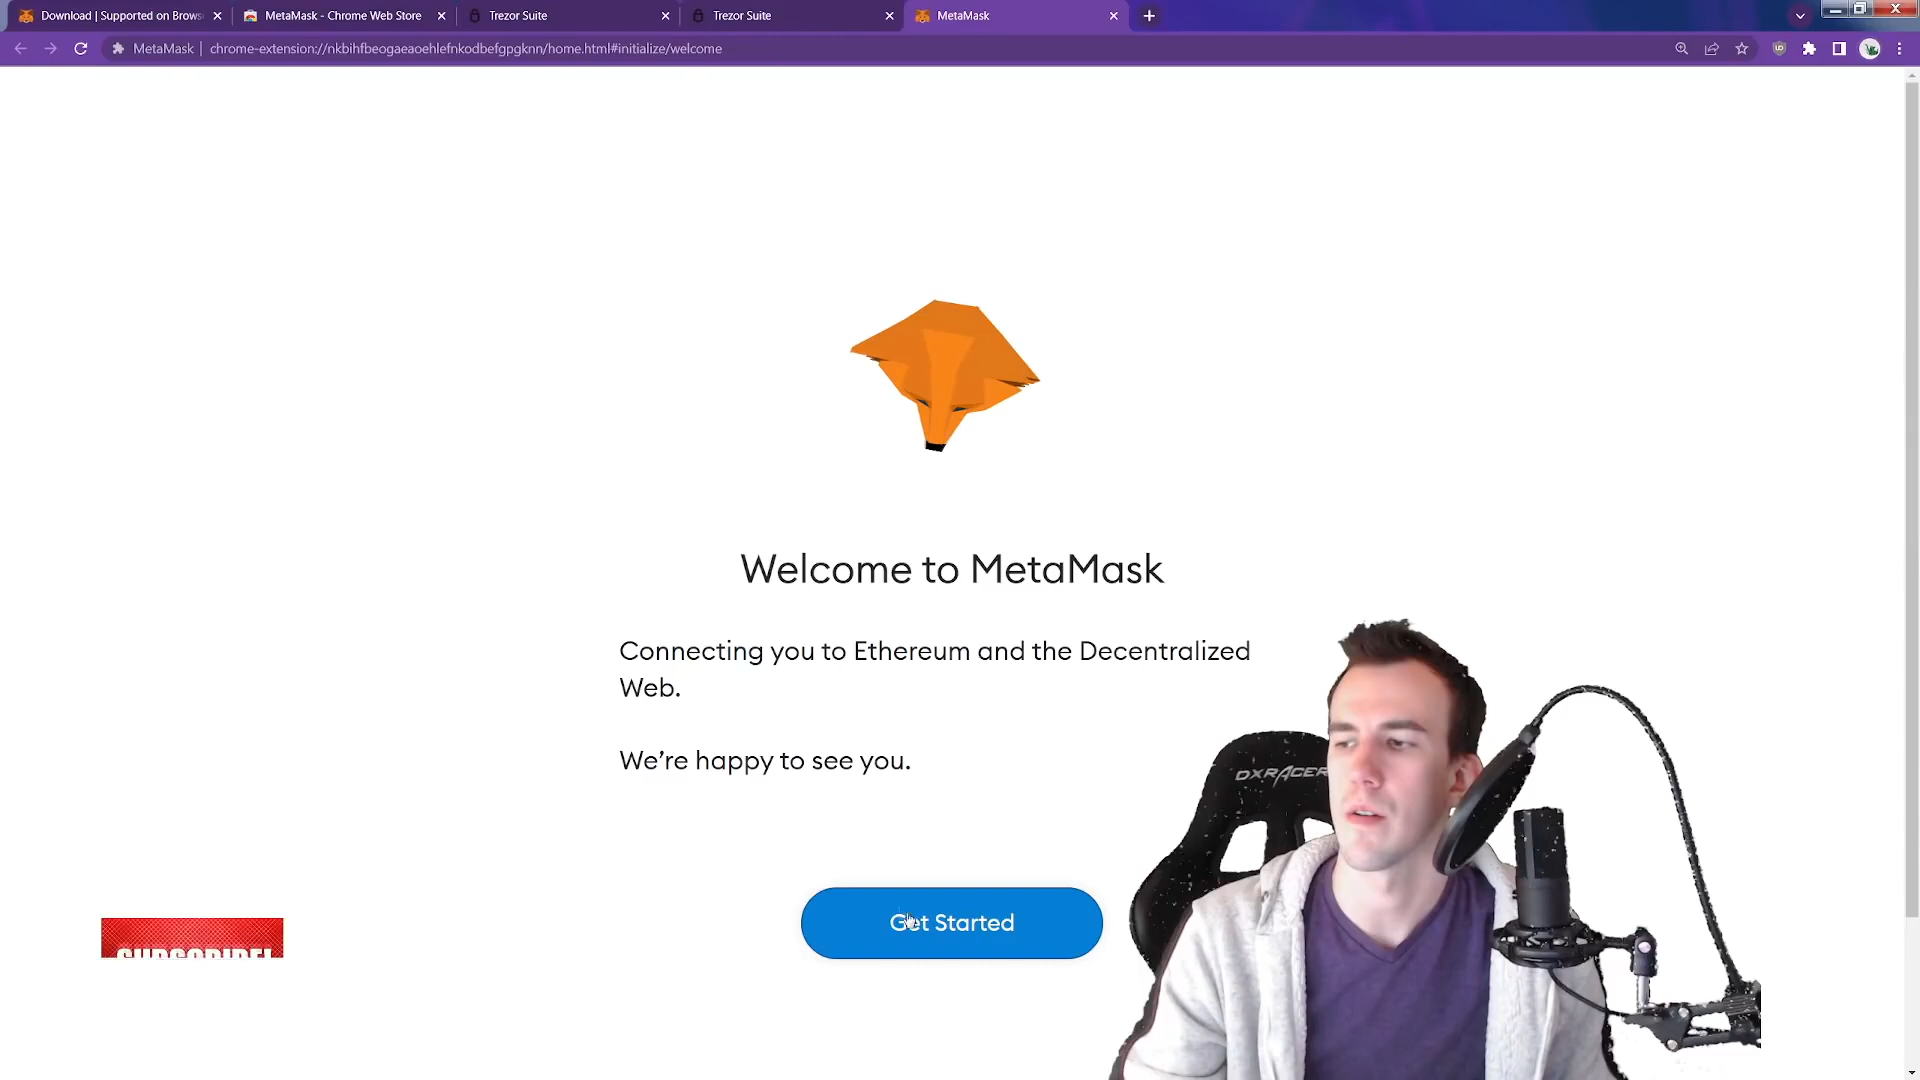 Download | Supported on Brows
MetaMask - Chrome Web Store
Trezor Suite
Trezor Suite
MetaMask
MetaMask | chrome-extension://nkbihfbeogaeaoehlefnkodbefgpgknn/home.html#initialize/welcome
Welcome to MetaMask
Connecting you to Ethereum and the Decentralized
Web.
We're happy to see you.
DXRACER
Get Started
SUBSCRIBE!